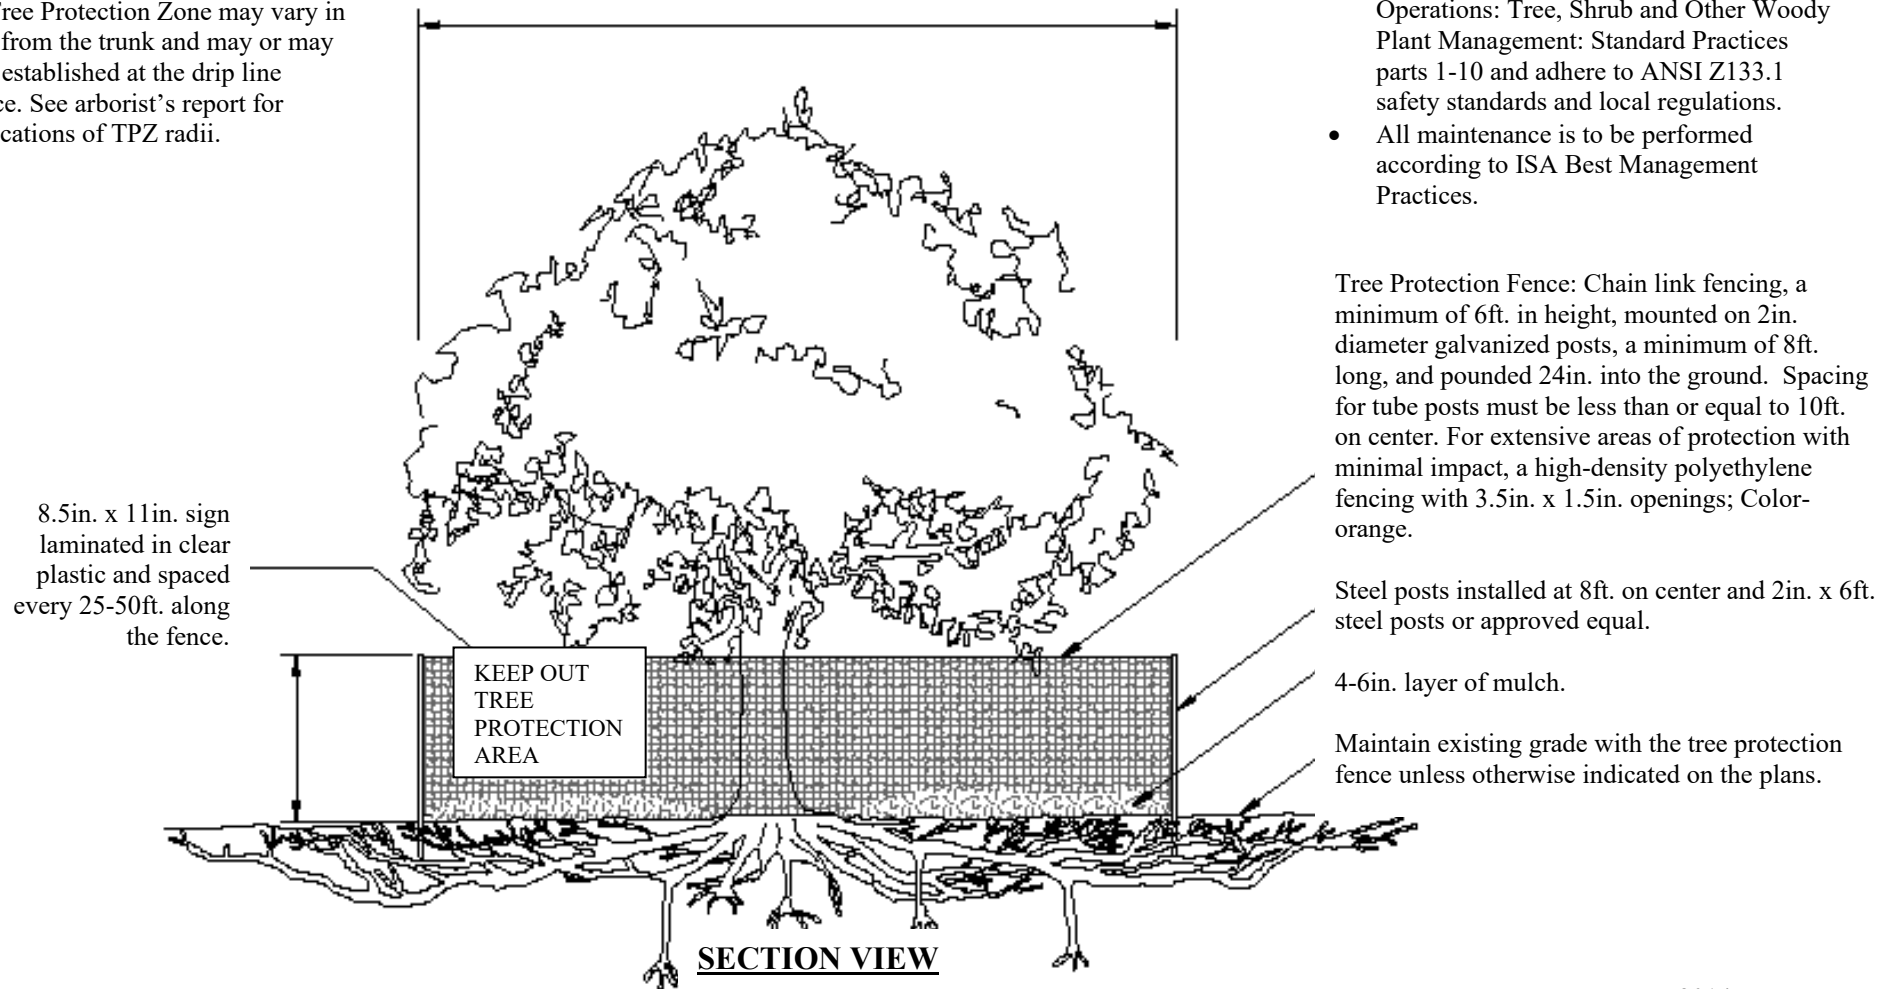 Tree Protection Zone may vary in
from the trunk and may or may
established at the drip line
See arborist's report for
of TPZ radii.
Operations: Tree, Shrub and Other Woody
Plant Management: Standard Practices
parts 1-10 and adhere to ANSI Z133.1
safety standards and local regulations.
• All maintenance is to be performed
according to ISA Best Management
Practices.
Tree Protection Fence: Chain link fencing, a
minimum of 6ft. in height, mounted on 2in.
diameter galvanized posts, a minimum of 8ft.
long, and pounded 24in. into the ground.  Spacing
for tube posts must be less than or equal to 10ft.
on center. For extensive areas of protection with
minimal impact, a high-density polyethylene
fencing with 3.5in. x 1.5in. openings; Color-
orange.
8.5in. x 11in. sign
laminated in clear
plastic and spaced
every 25-50ft. along
the fence.
Steel posts installed at 8ft. on center and 2in. x 6ft.
steel posts or approved equal.
KEEP OUT
TREE
PROTECTION
AREA
4-6in. layer of mulch.
Maintain existing grade with the tree protection
fence unless otherwise indicated on the plans.
SECTION VIEW